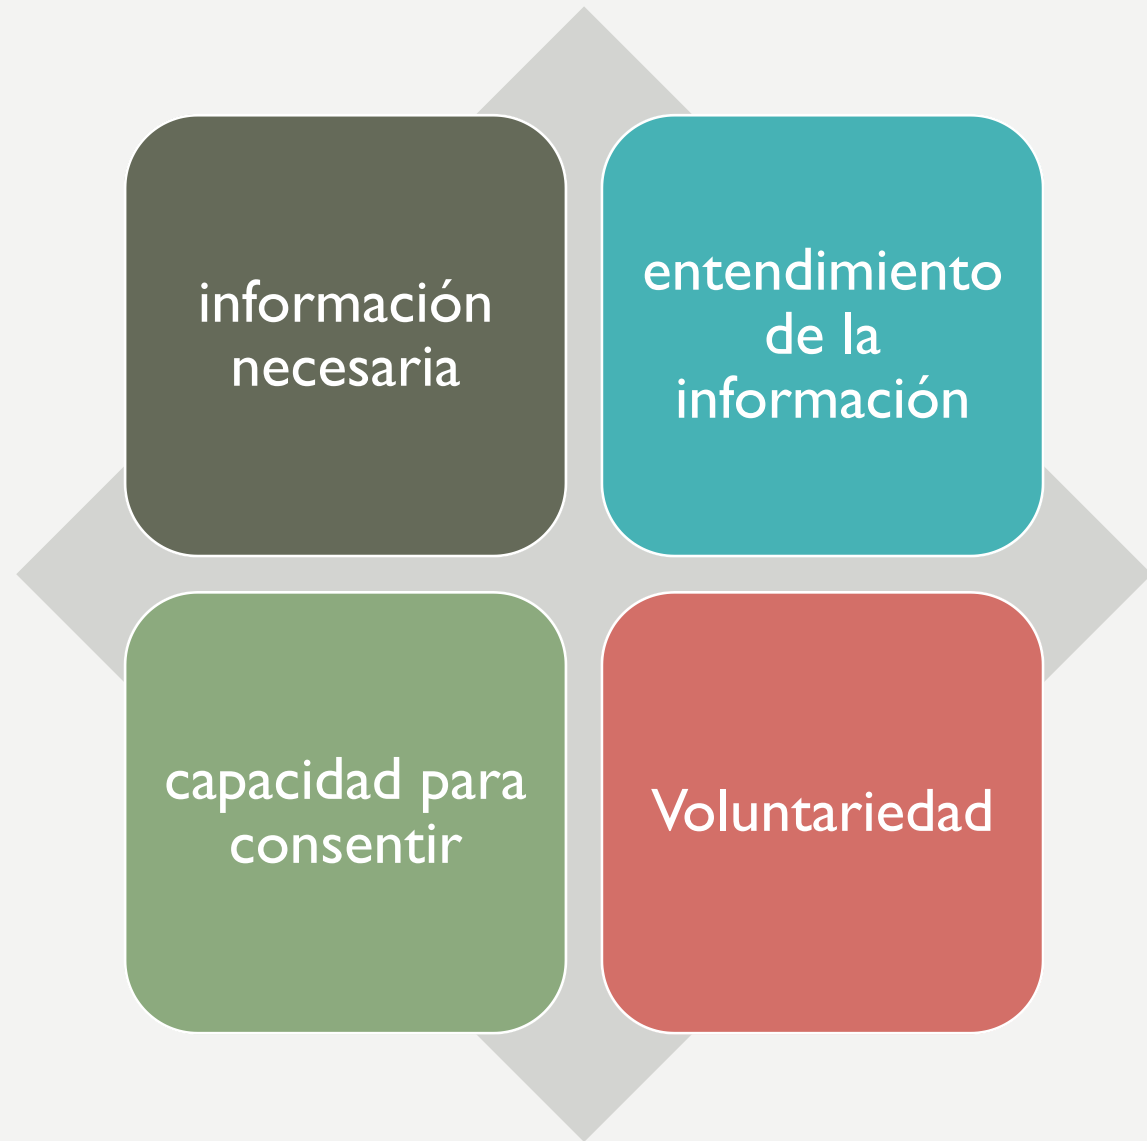 información
necesaria
entendimiento
de la
información
capacidad para
consentir
Voluntariedad